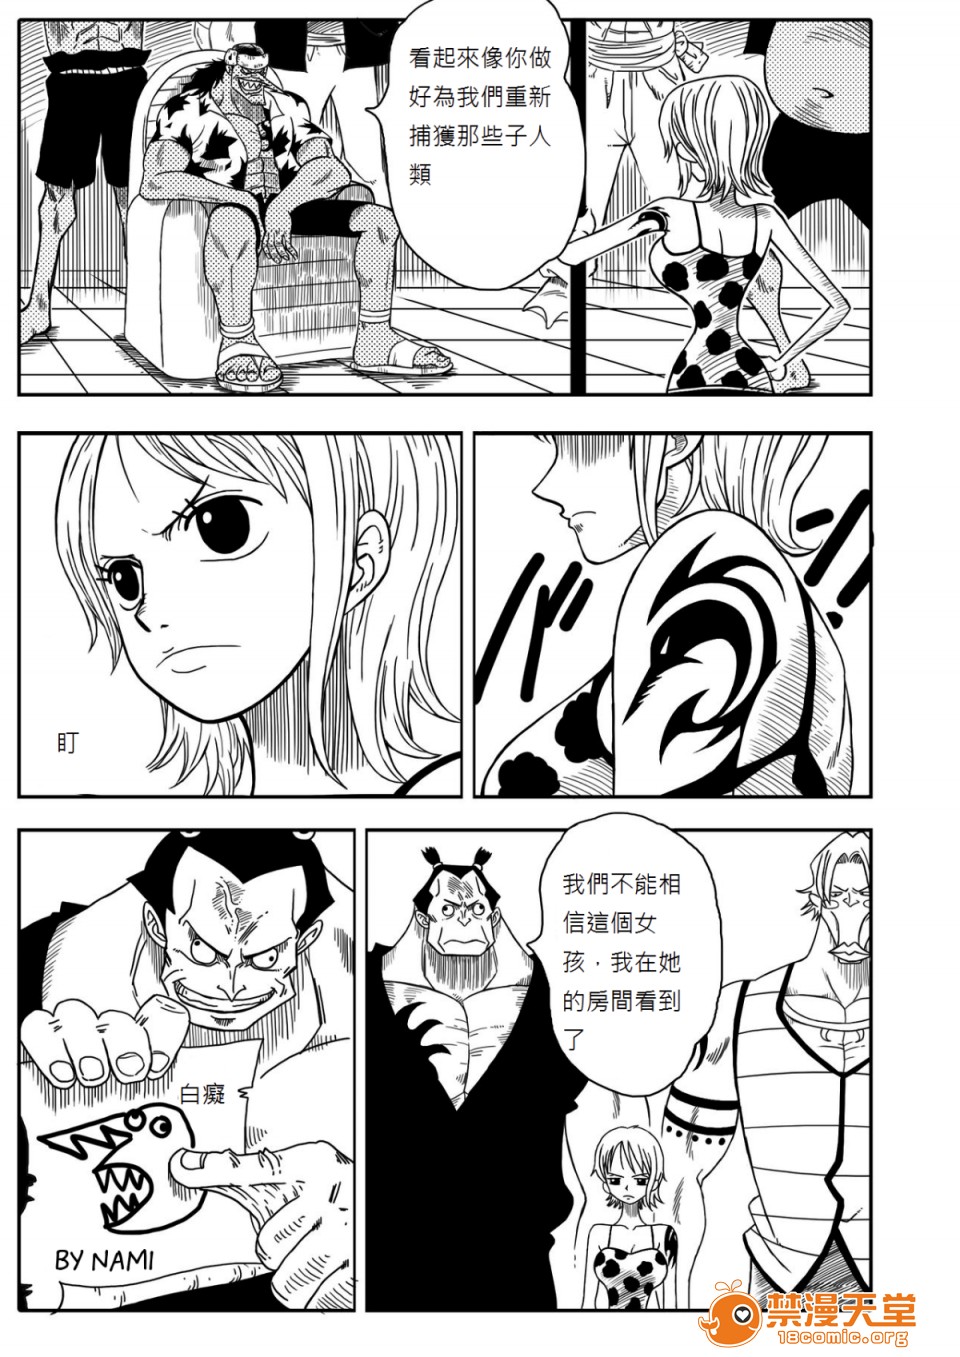 看起來像你做
好為我們重新
捕獲那些子人
類
盯
我們不能相
信這個女
孩，我在她
的房間看到
了
白癡
BY NAMI
禁漫天堂
18comic.org